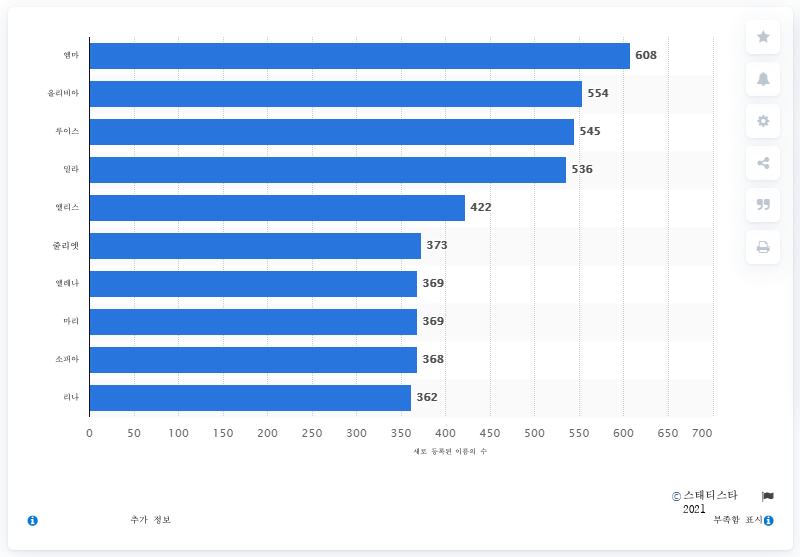 엠마 608
올리비아 554
루이스 545
밀라 536
앨리스 422
줄리엣 373
엘레나 369
마리 369
소피아 368
리나 362
0 50 100 150 200 250 300 350 400 450 500 550 600 650 700
새로 등록된 이름의 수
© 스태티스타
2021
추가 정보
부족함 표시